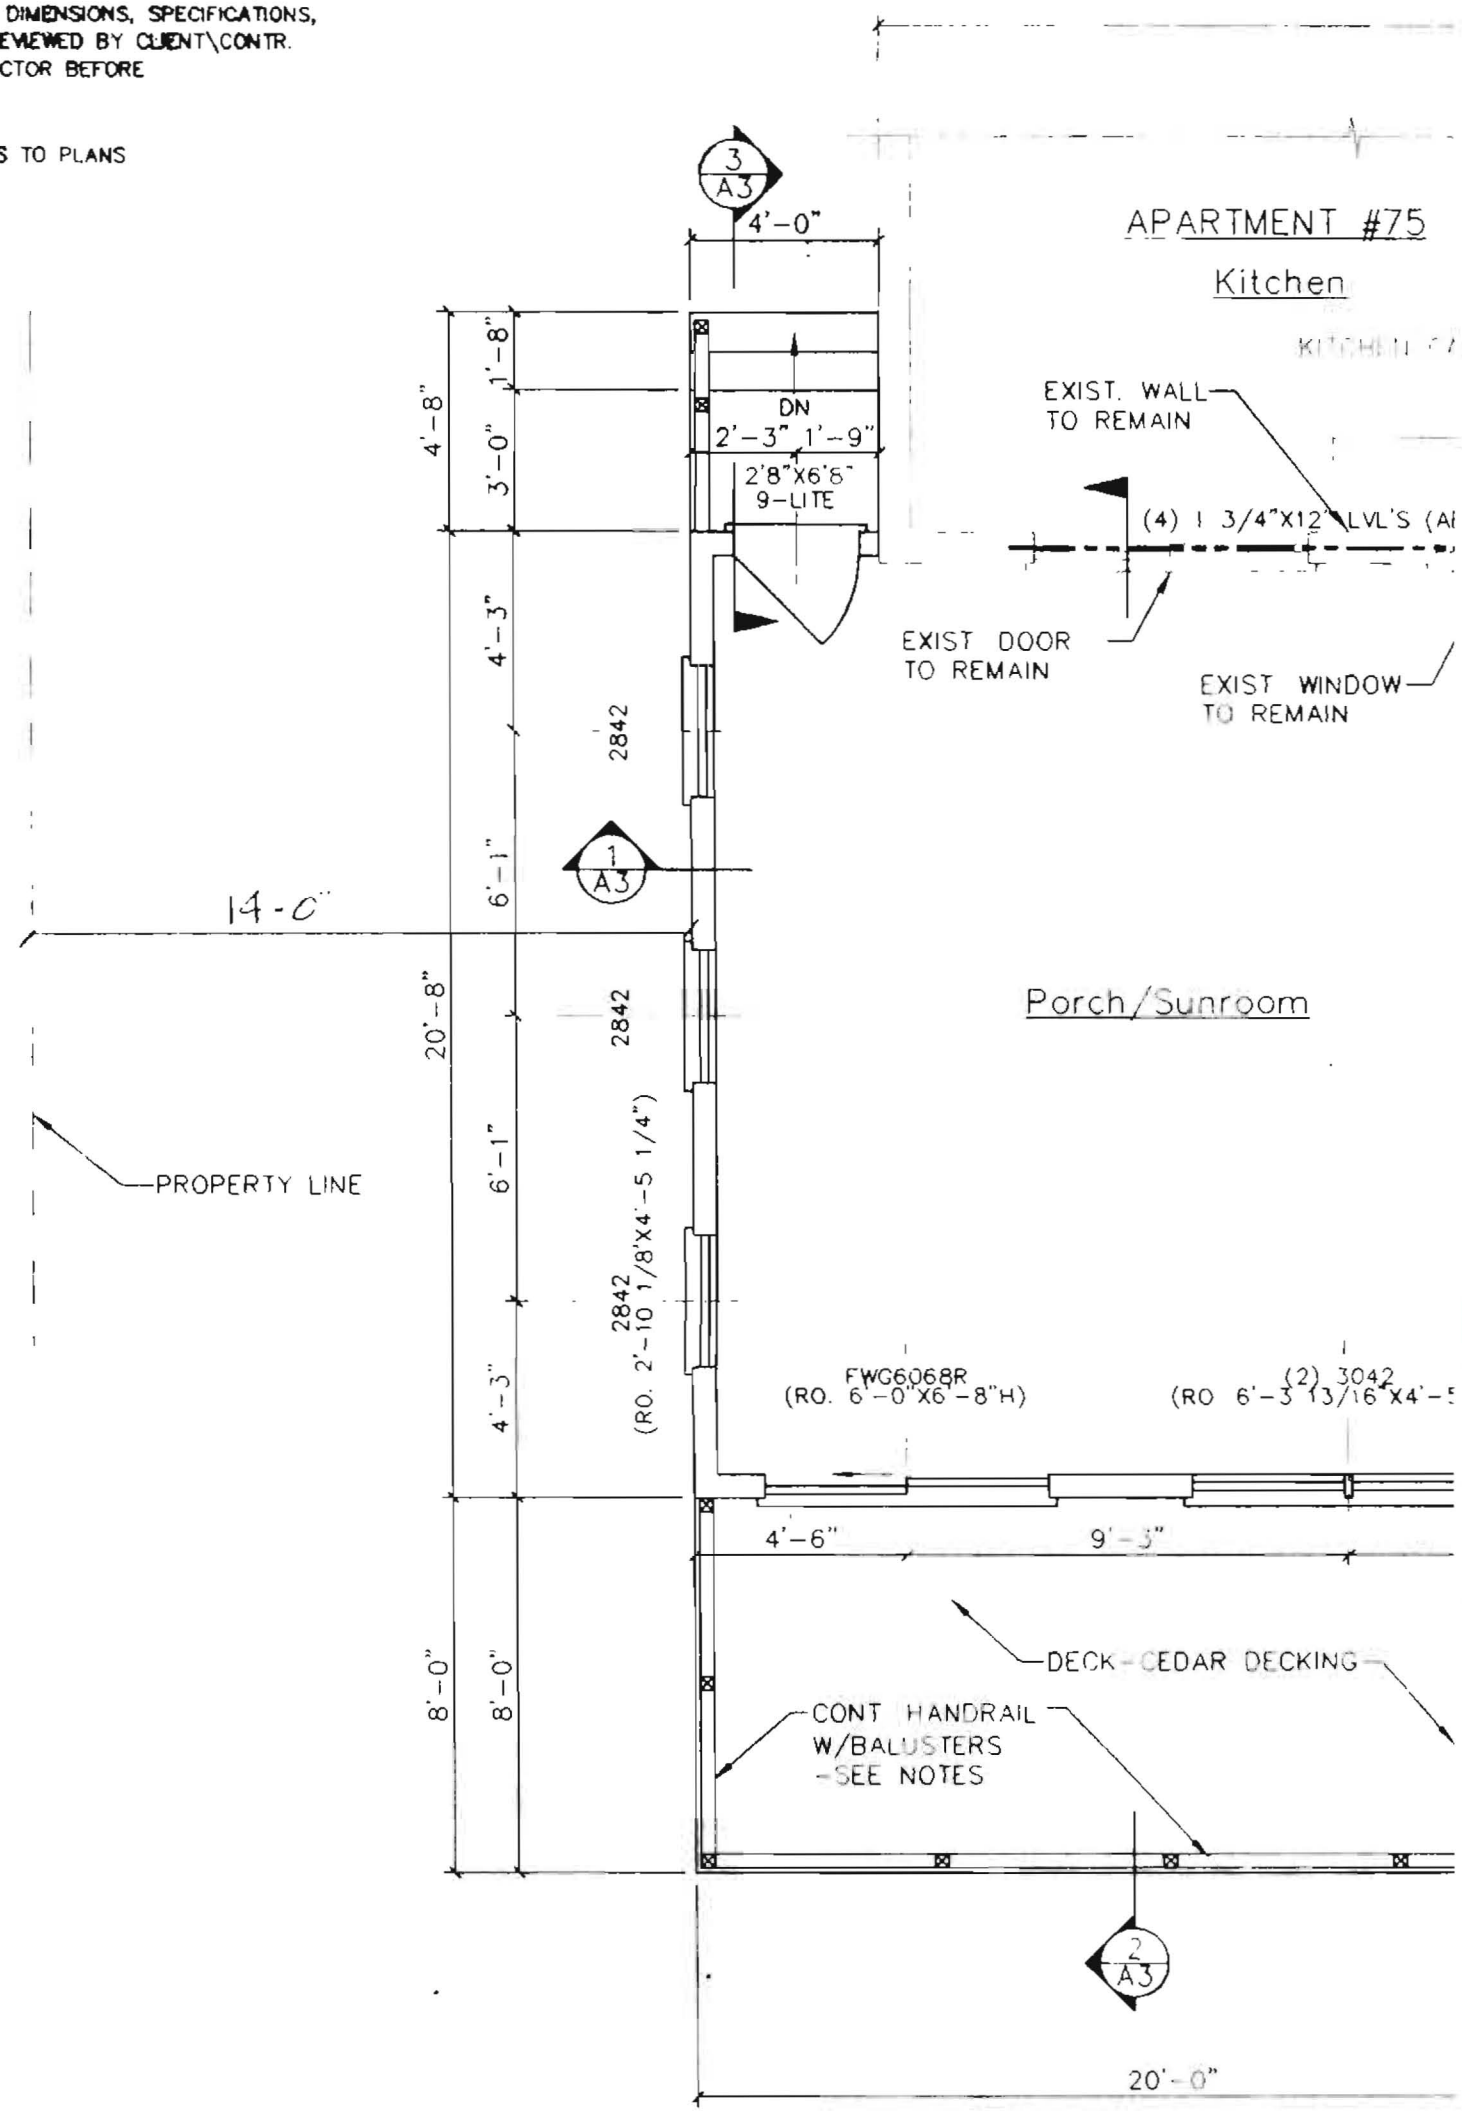 DIMENSIONS, SPECIFICATIONS,
EVIEWED BY CLIENT\CONTR.
CTOR BEFORE
S TO PLANS
3
A3
4'-0"
APARTMENT #75
Kitchen
KITCHEN
EXIST. WALL
TO REMAIN
1'-8"
4'-8"
3'-0"
DN
2'-3" 1'-9"
2'8"X6'8"
9-LITE
(4) 1 3/4"X12" LVL'S
EXIST DOOR
TO REMAIN
EXIST WINDOW
TO REMAIN
4'-3"
2842
6'-1"
1
A3
14-0"
20'-8"
2842
Porch/Sunroom
6'-1"
PROPERTY LINE
2842
(RO. 2'-10 1/8'X4'-5 1/4")
4'-3"
FWG6068R
(RO. 6'-0"X6'-8"H)
(2) 3042
(RO 6'-3 13/16"X4'-5
4'-6"
9'-3"
8'-0"
8'-0"
DECK-CEDAR DECKING
CONT HANDRAIL
W/BALUSTERS
-SEE NOTES
2
A3
20'-0"